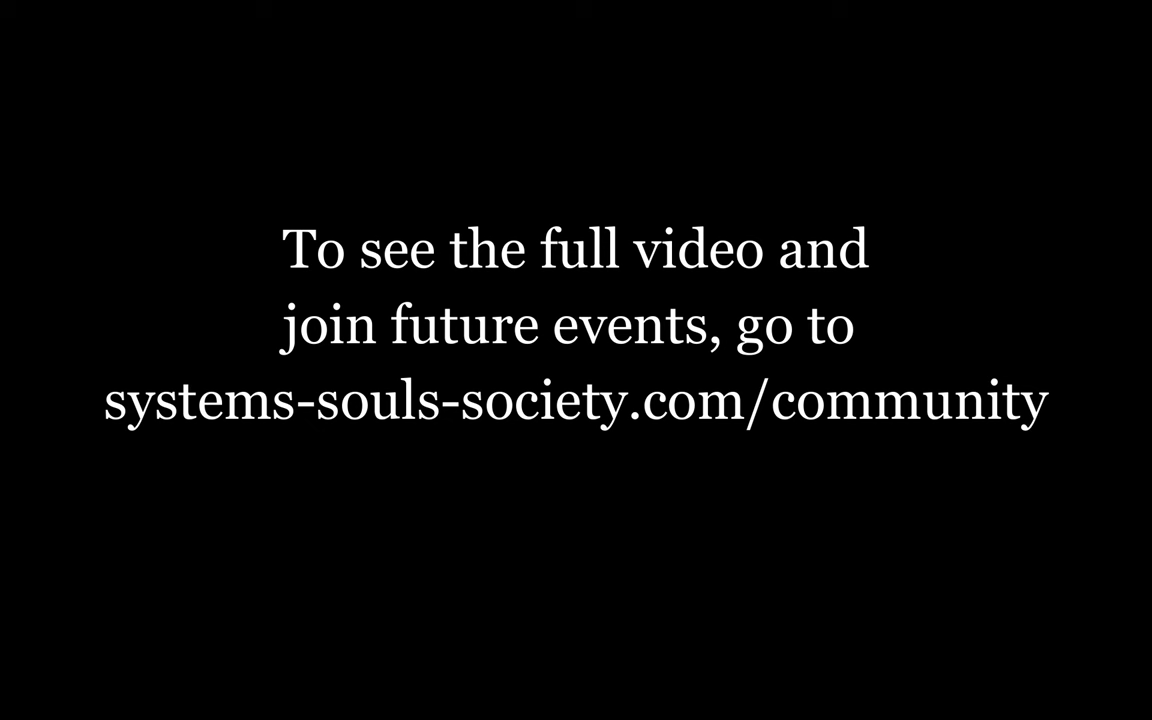 To see the full video and
join future events, go to
systems-souls-society.com/community